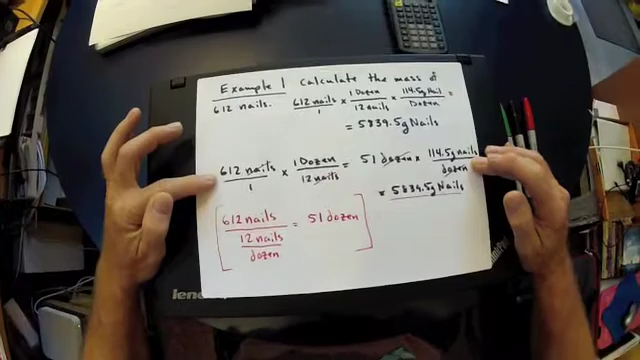 Example 1 Calculate the mass of
612 nails. 612 nails/1 × 1 Dozen/12 nails × 114.5g Nail/1 Dozen =
= 5839.5g Nails
612 nails/1 × 1 Dozen/12 nails = 51 dozen × 114.5g nails/dozen
= 5839.5g Nails
[612 nails/12 nails/dozen = 51 dozen]
lenovo